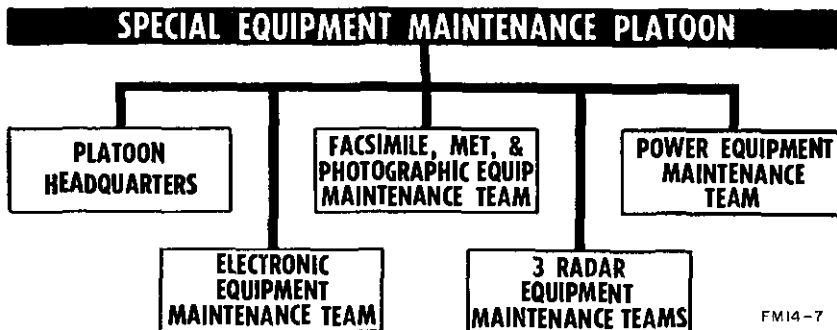 SPECIAL EQUIPMENT MAINTENANCE PLATOON
PLATOON
HEADQUARTERS
FACSIMILE, MET, &
PHOTOGRAPHIC EQUIP
MAINTENANCE TEAM
POWER EQUIPMENT
MAINTENANCE
TEAM
ELECTRONIC
EQUIPMENT
MAINTENANCE TEAM
3 RADAR
EQUIPMENT
MAINTENANCE TEAMS
FM14-7